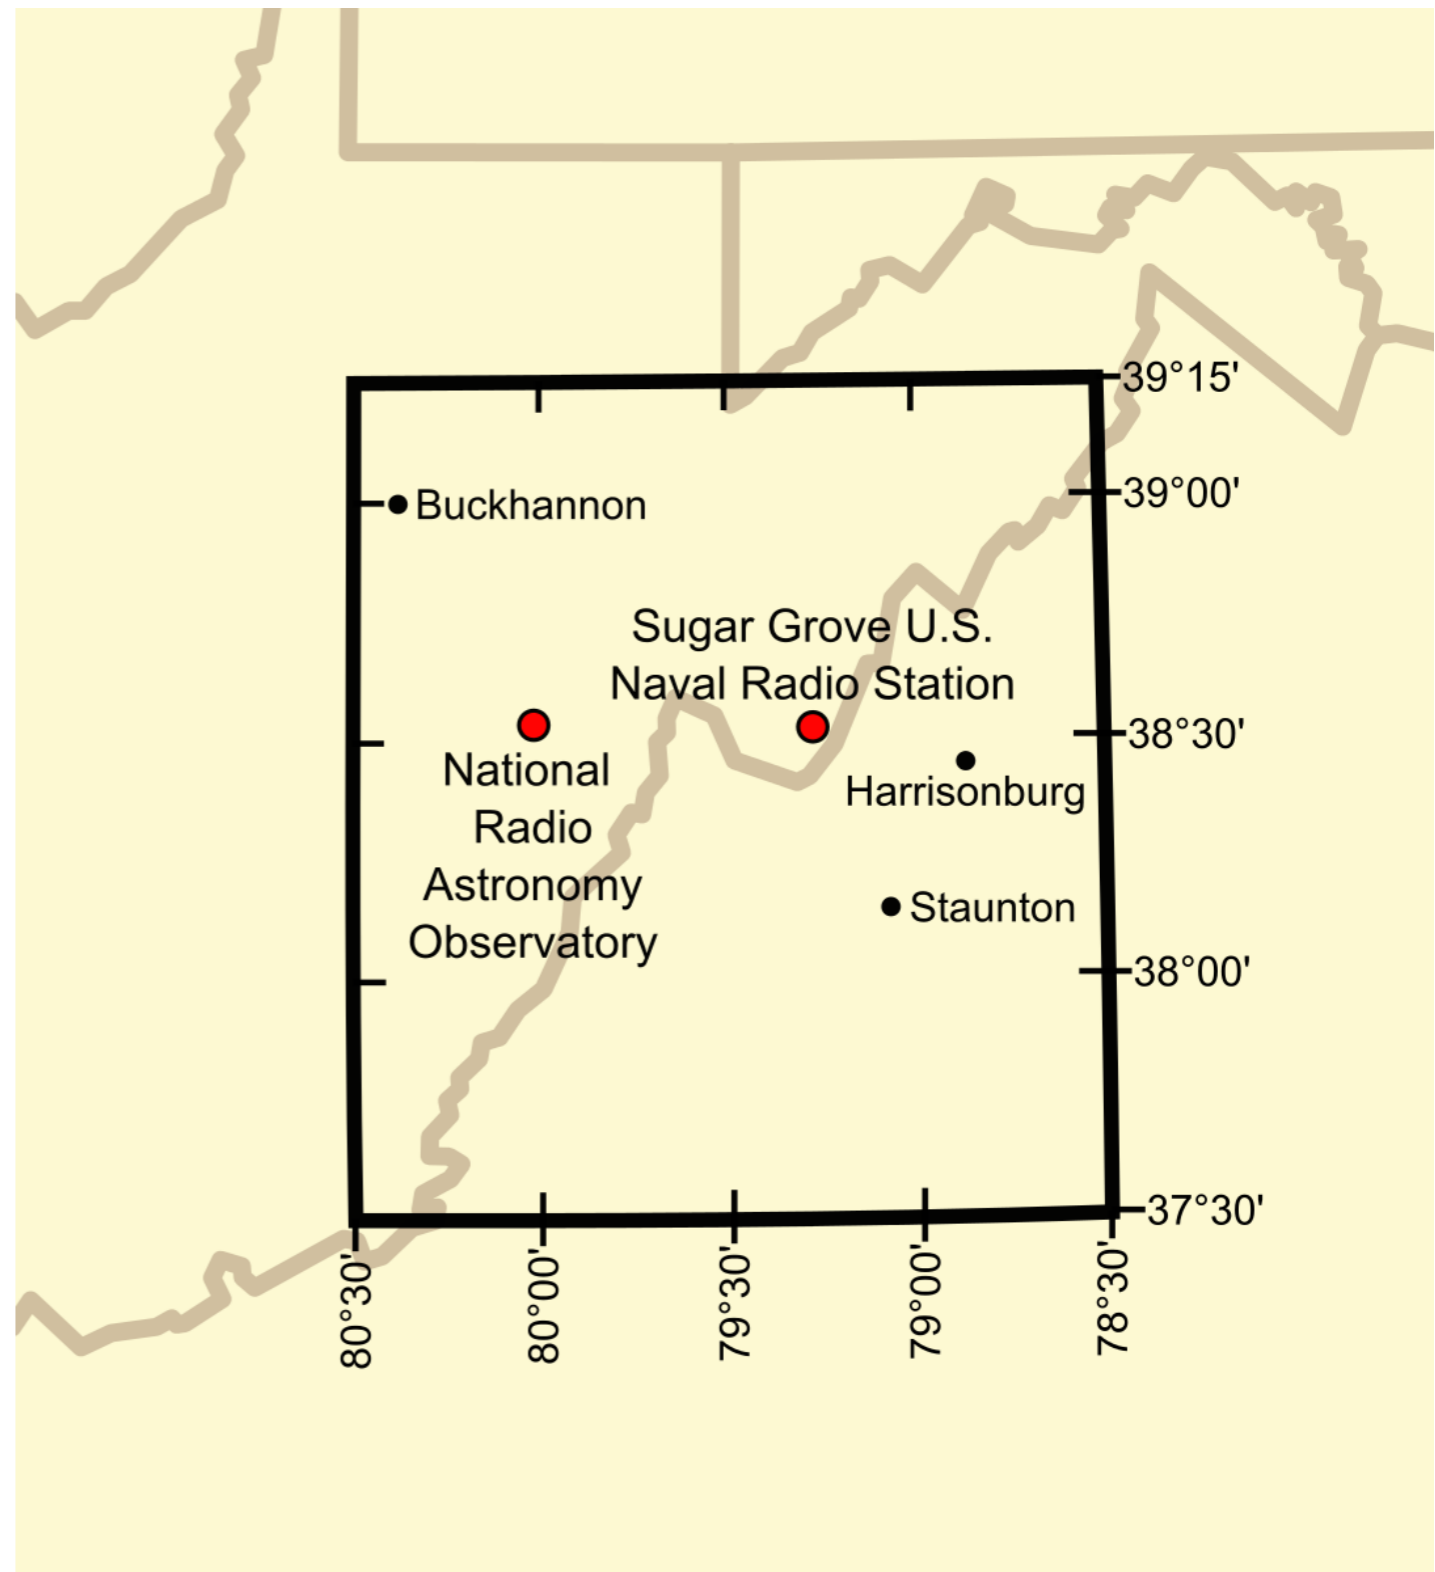 39°15'
39°00'
Buckhannon
Sugar Grove U.S.
Naval Radio Station
38°30'
National
Radio
Astronomy
Observatory
Harrisonburg
Staunton
38°00'
37°30'
80°30'
80°00'
79°30'
79°00'
78°30'